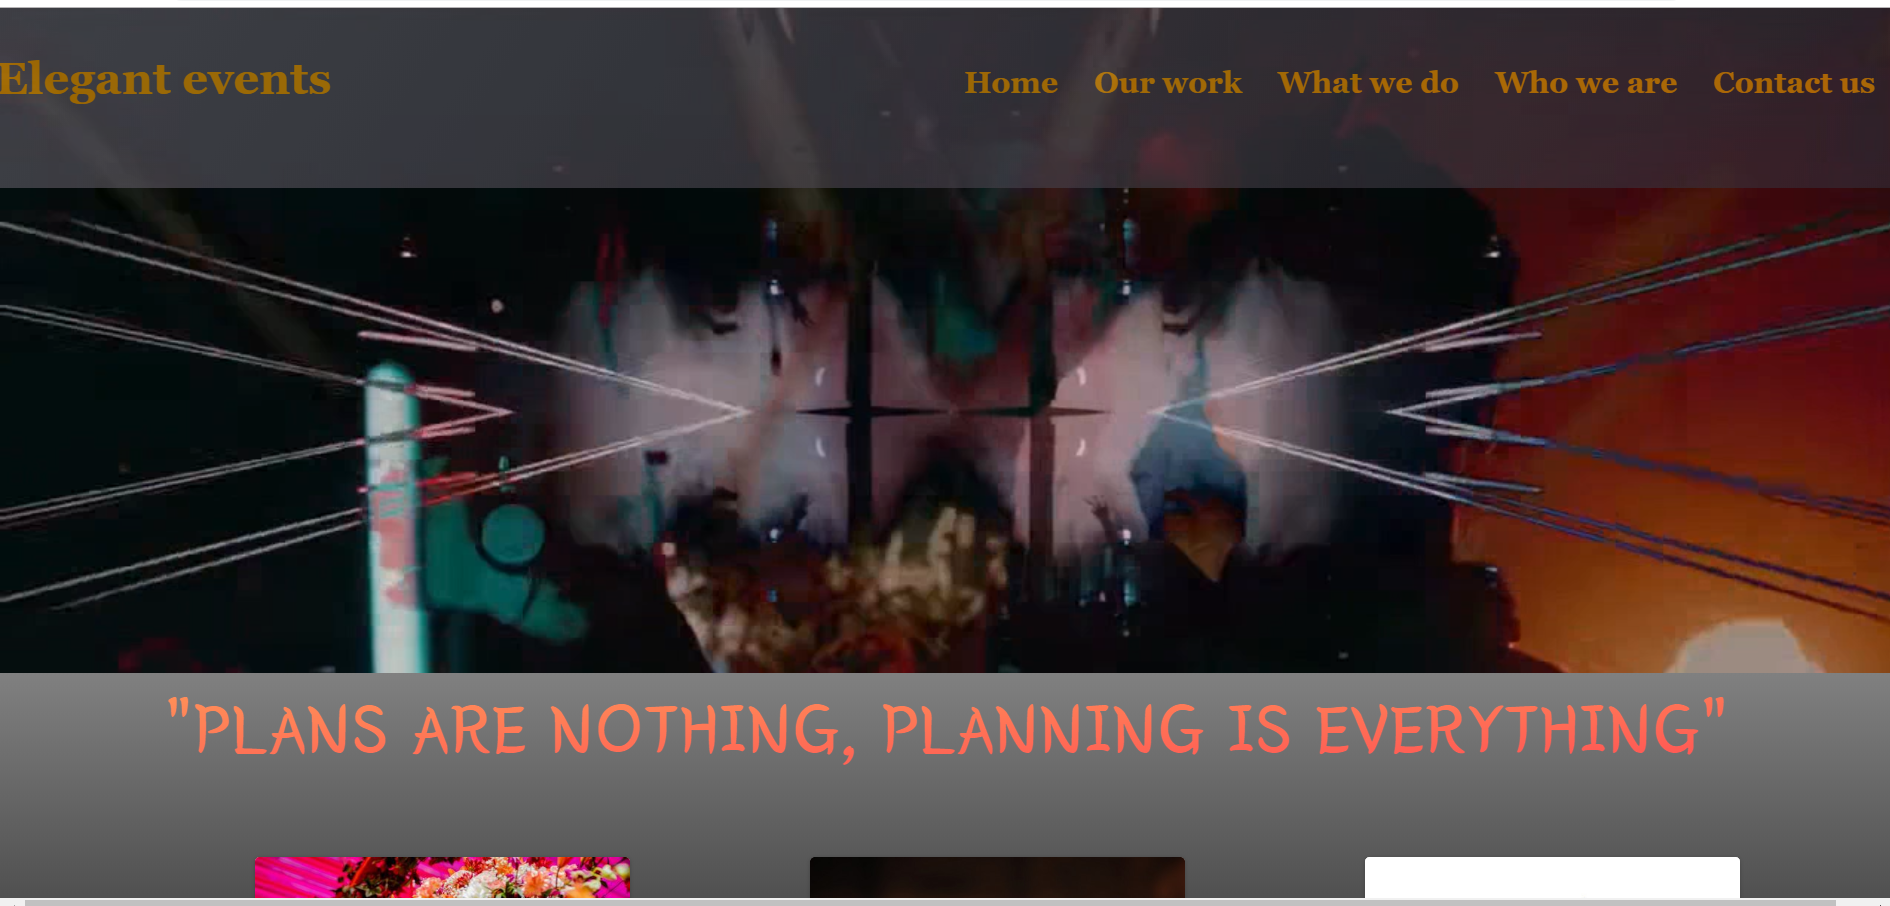 Elegant events
Home Our work What we do Who we are Contact us
"PLANS ARE NOTHING, PLANNING IS EVERYTHING"